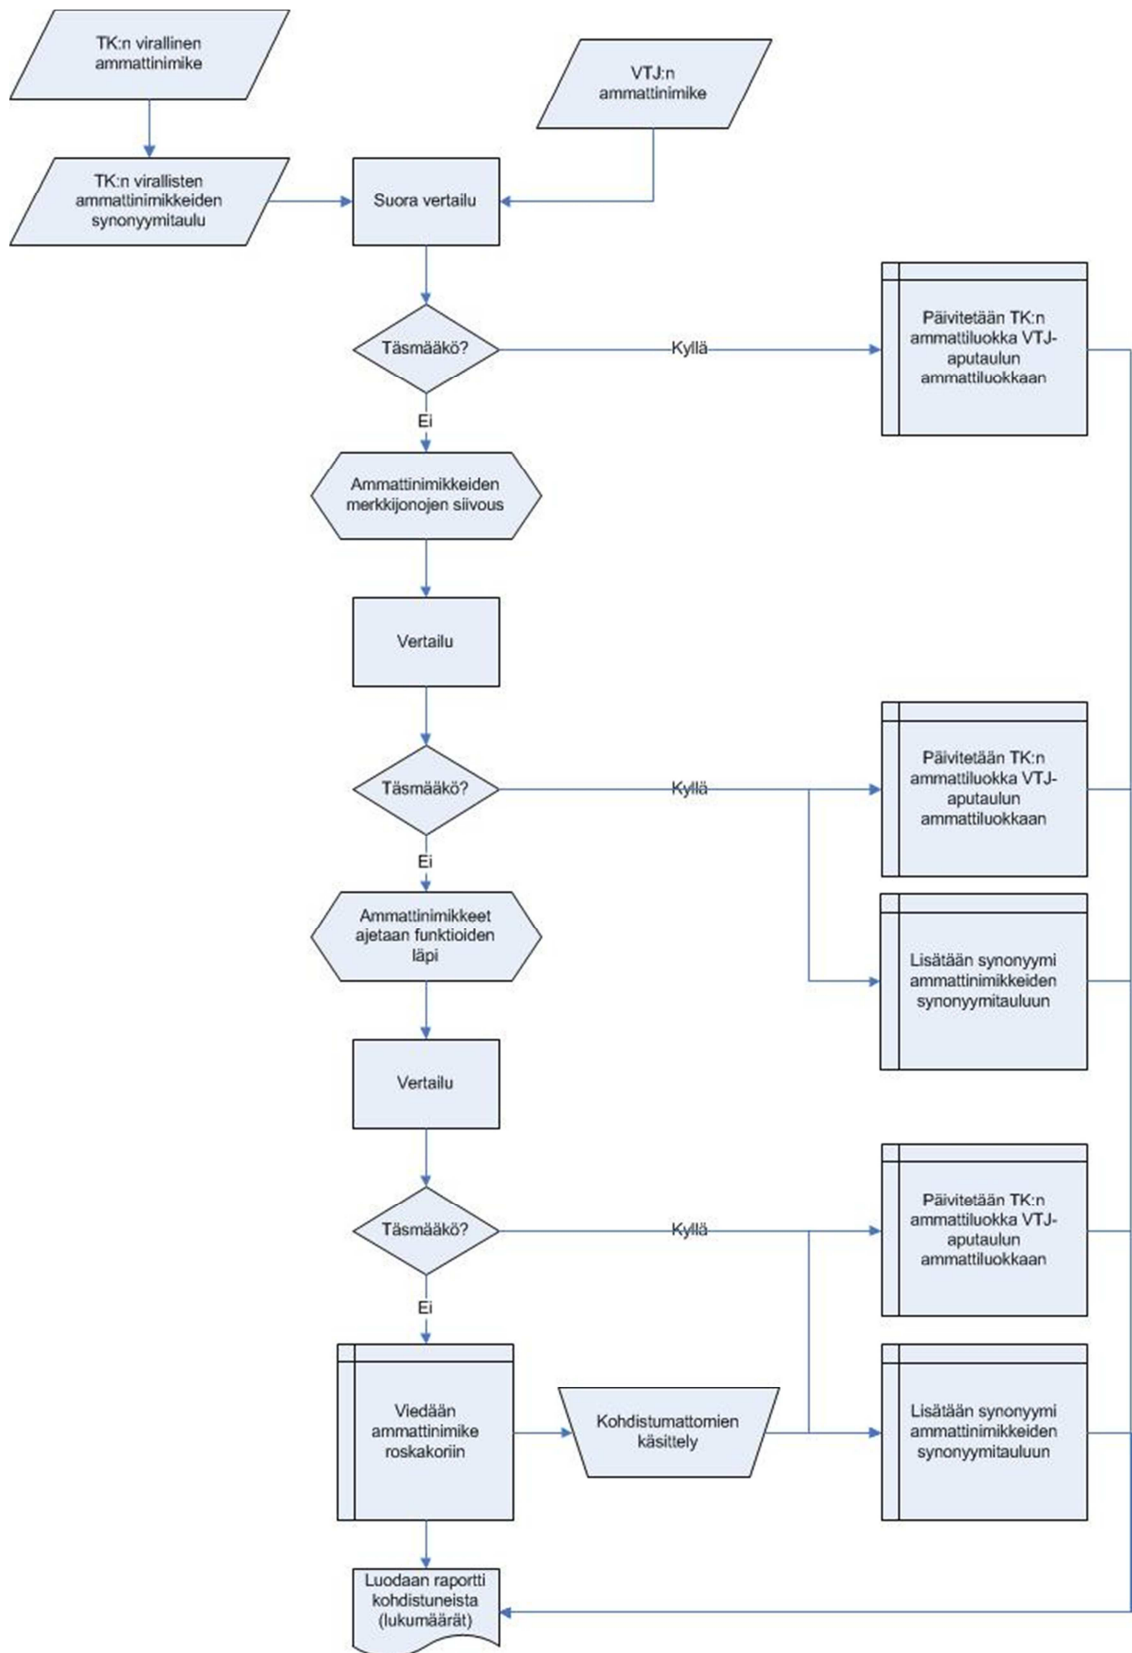 TK:n virallinen
ammattinimike
VTJ:n
ammattinimike
TK:n virallisten
ammattinimikkeiden
synonyymitaulu
Suora vertailu
Täsmääkö?
Kyllä
Päivitetään TK:n
ammattiluokka VTJ-
aputaulun
ammattiluokkaan
Ei
Ammattinimikkeiden
merkkijonojen siivous
Vertailu
Täsmääkö?
Kyllä
Päivitetään TK:n
ammattiluokka VTJ-
aputaulun
ammattiluokkaan
Ei
Ammattinimikkeet
ajetaan funktioiden
läpi
Lisätään synonyymi
ammattinimikkeiden
synonyymitauluun
Vertailu
Täsmääkö?
Kyllä
Päivitetään TK:n
ammattiluokka VTJ-
aputaulun
ammattiluokkaan
Ei
Viedään
ammattinimike
roskakoriin
Kohdistumattomien
käsittely
Lisätään synonyymi
ammattinimikkeiden
synonyymitauluun
Luodaan raportti
kohdistuneista
(lukumäärät)